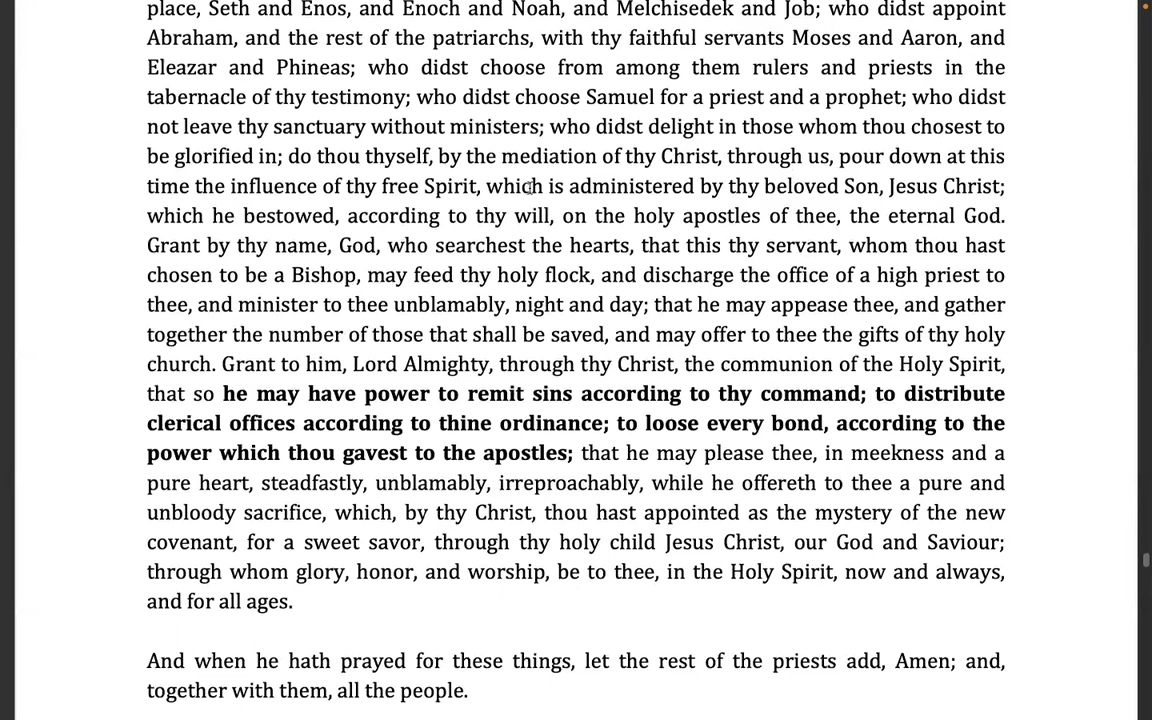 place, Seth and Enos, and Enoch and Noah, and Melchisedek and Job; who didst appoint
Abraham, and the rest of the patriarchs, with thy faithful servants Moses and Aaron, and
Eleazar and Phineas; who didst choose from among them rulers and priests in the
tabernacle of thy testimony; who didst choose Samuel for a priest and a prophet; who didst
not leave thy sanctuary without ministers; who didst delight in those whom thou chosest to
be glorified in; do thou thyself, by the mediation of thy Christ, through us, pour down at this
time the influence of thy free Spirit, which is administered by thy beloved Son, Jesus Christ;
which he bestowed, according to thy will, on the holy apostles of thee, the eternal God.
Grant by thy name, God, who searchest the hearts, that this thy servant, whom thou hast
chosen to be a Bishop, may feed thy holy flock, and discharge the office of a high priest to
thee, and minister to thee unblamably, night and day; that he may appease thee, and gather
together the number of those that shall be saved, and may offer to thee the gifts of thy holy
church. Grant to him, Lord Almighty, through thy Christ, the communion of the Holy Spirit,
that so he may have power to remit sins according to thy command; to distribute
clerical offices according to thine ordinance; to loose every bond, according to the
power which thou gavest to the apostles; that he may please thee, in meekness and a
pure heart, steadfastly, unblamably, irreproachably, while he offereth to thee a pure and
unbloody sacrifice, which, by thy Christ, thou hast appointed as the mystery of the new
covenant, for a sweet savor, through thy holy child Jesus Christ, our God and Saviour;
through whom glory, honor, and worship, be to thee, in the Holy Spirit, now and always,
and for all ages.
And when he hath prayed for these things, let the rest of the priests add, Amen; and,
together with them, all the people.